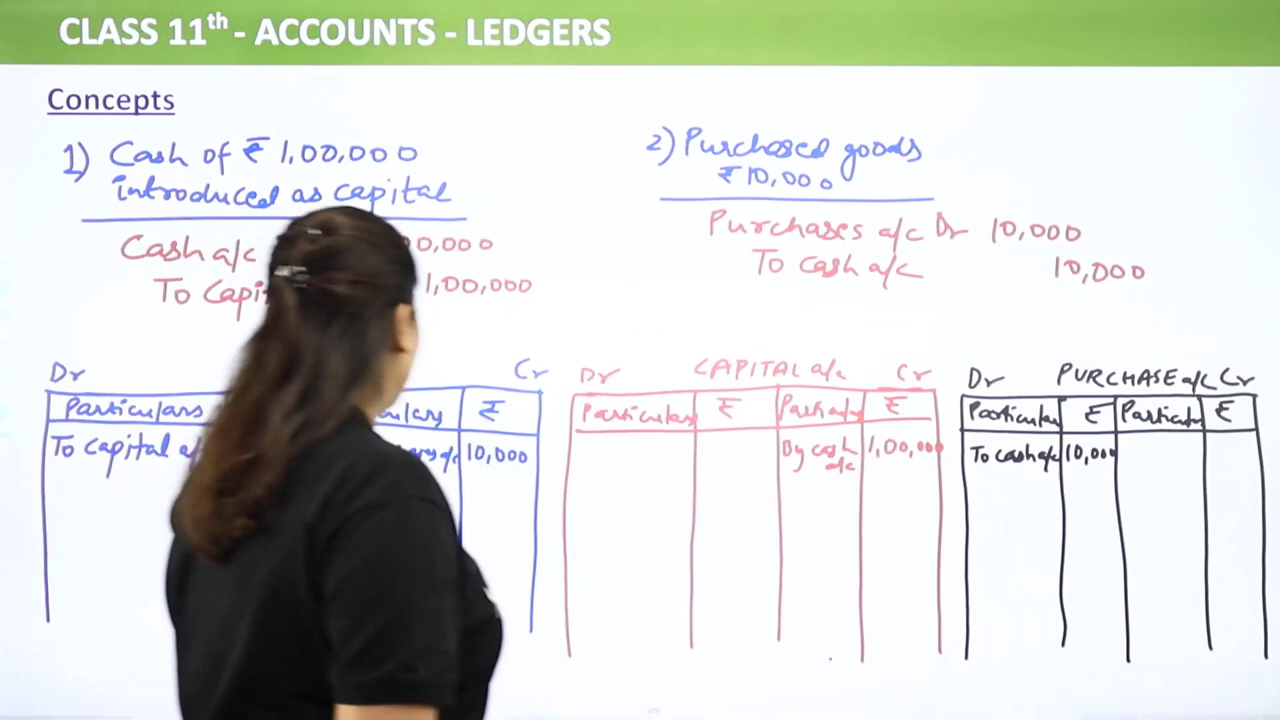 CLASS 11th - ACCOUNTS - LEDGERS
Concepts
1) Cash of ₹ 1,00,000
introduced as capital
Cash a/c 00,000
To Capi 1,00,000
2) Purchased goods
₹10,000
Purchases a/c Dr 10,000
To cash a/c 10,000
Dr Cr
Particulars ₹
To capital 10,000
Dr CAPITAL a/c Cr
Particulars ₹ Particulars ₹
By cash a/c 1,00,000
Dr PURCHASE a/c Cr
Particulars ₹ Particulars ₹
To cash a/c 10,000